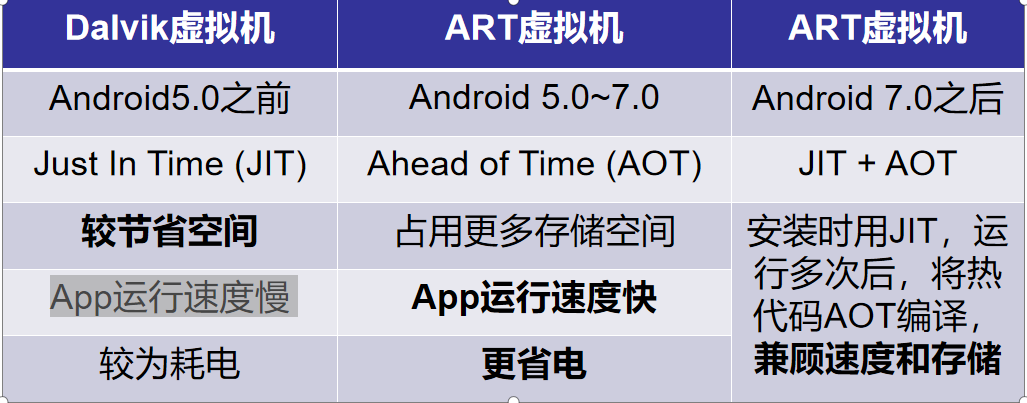 Dalvik虚拟机
ART虚拟机
ART虚拟机
Android5.0之前
Android 5.0~7.0
Android 7.0之后
Just In Time (JIT)
Ahead of Time (AOT)
JIT + AOT
较节省空间
占用更多存储空间
安装时用JIT，运
行多次后，将热
代码AOT编译，
兼顾速度和存储
App运行速度慢
App运行速度快
较为耗电
更省电